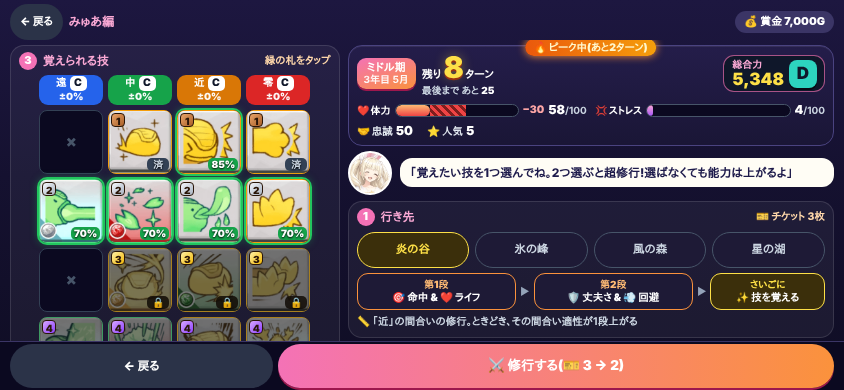 ← 戻る みゅあ編
💰 賞金 7,000G
3 覚えられる技 緑の札をタップ
遠 C ±0%
中 C ±0%
近 C ±0%
零 C ±0%
× 1 済 1 85% 1 済
2 70% 2 70% 2 70% 2 70%
× 3 3 3
4 4 4 4
🔥 ピーク中(あと2ターン)
ミドル期
3年目 5月
残り 8 ターン
最後まで あと 25
総合力
5,348 D
❤️ 体力 −30 58/100 💢 ストレス 4/100
🤝 忠誠 50 ⭐ 人気 5
「覚えたい技を1つ選んでね。2つ選ぶと超修行!選ばなくても能力は上がるよ」
1 行き先 🎫 チケット 3枚
炎の谷 氷の峰 風の森 星の湖
第1段
🎯 命中 & ❤️ ライフ
▶
第2段
🛡️ 丈夫さ & 💨 回避
▶
さいごに
✨ 技を覚える
📏 「近」の間合いの修行。ときどき、その間合い適性が1段上がる
← 戻る
⚔️ 修行する(🎫 3 → 2)